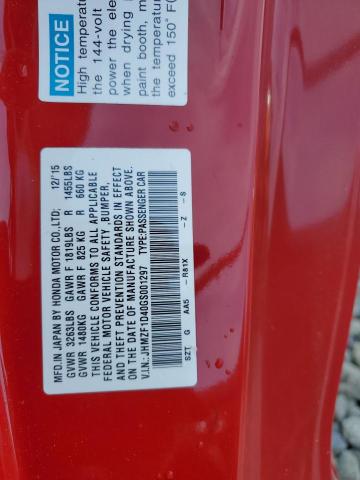 NOTICE
High temperatur
the 144-volt
power the ele
when drying
paint booth, m
the temperatur
exceed 150°F(
MFD.IN JAPAN BY HONDA MOTOR CO.,LTD; 12/'15
GVWR 3263LBS GAWR F 1819LBS R 1455LBS
GVWR 1480KG GAWR F 825 KG R 660 KG
THIS VEHICLE CONFORMS TO ALL APPLICABLE
FEDERAL MOTOR VEHICLE SAFETY ,BUMPER,
AND THEFT PREVENTION STANDARDS IN EFFECT
ON THE DATE OF MANUFACTURE SHOWN ABOVE.
V.I.N.: JHMZF1D40GS001297 TYPE:PASSENGER CAR
SZT G AA5 -R81X -Z -S